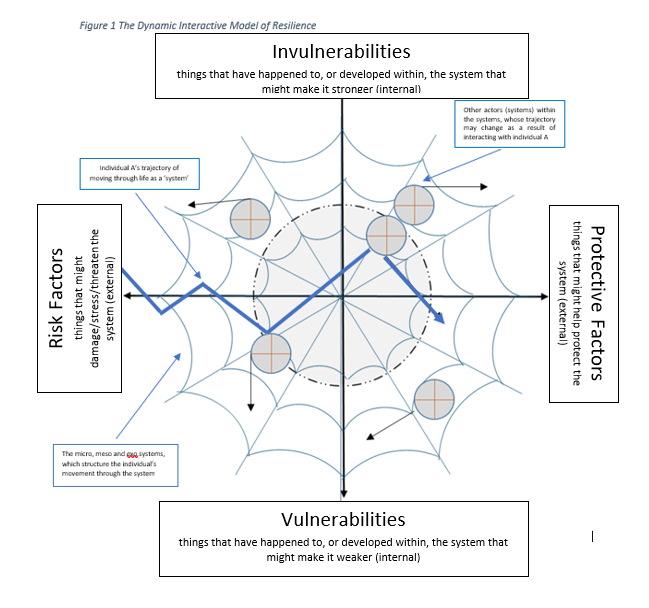 Figure 1 The Dynamic Interactive Model of Resilience
Invulnerabilities
things that have happened to, or developed within, the system that
might make it stronger (internal)
Other actors (systems) within
the systems, whose trajectory
may change as a result of
interacting with individual A
Individual A's trajectory of
moving through life as a 'system'
Risk Factors
things that might
damage/stress/threaten the
system (external)
Protective Factors
things that might help protect the
system (external)
The micro, meso and exo systems,
which structure the individual's
movement through the system
Vulnerabilities
things that have happened to, or developed within, the system that
might make it weaker (internal)